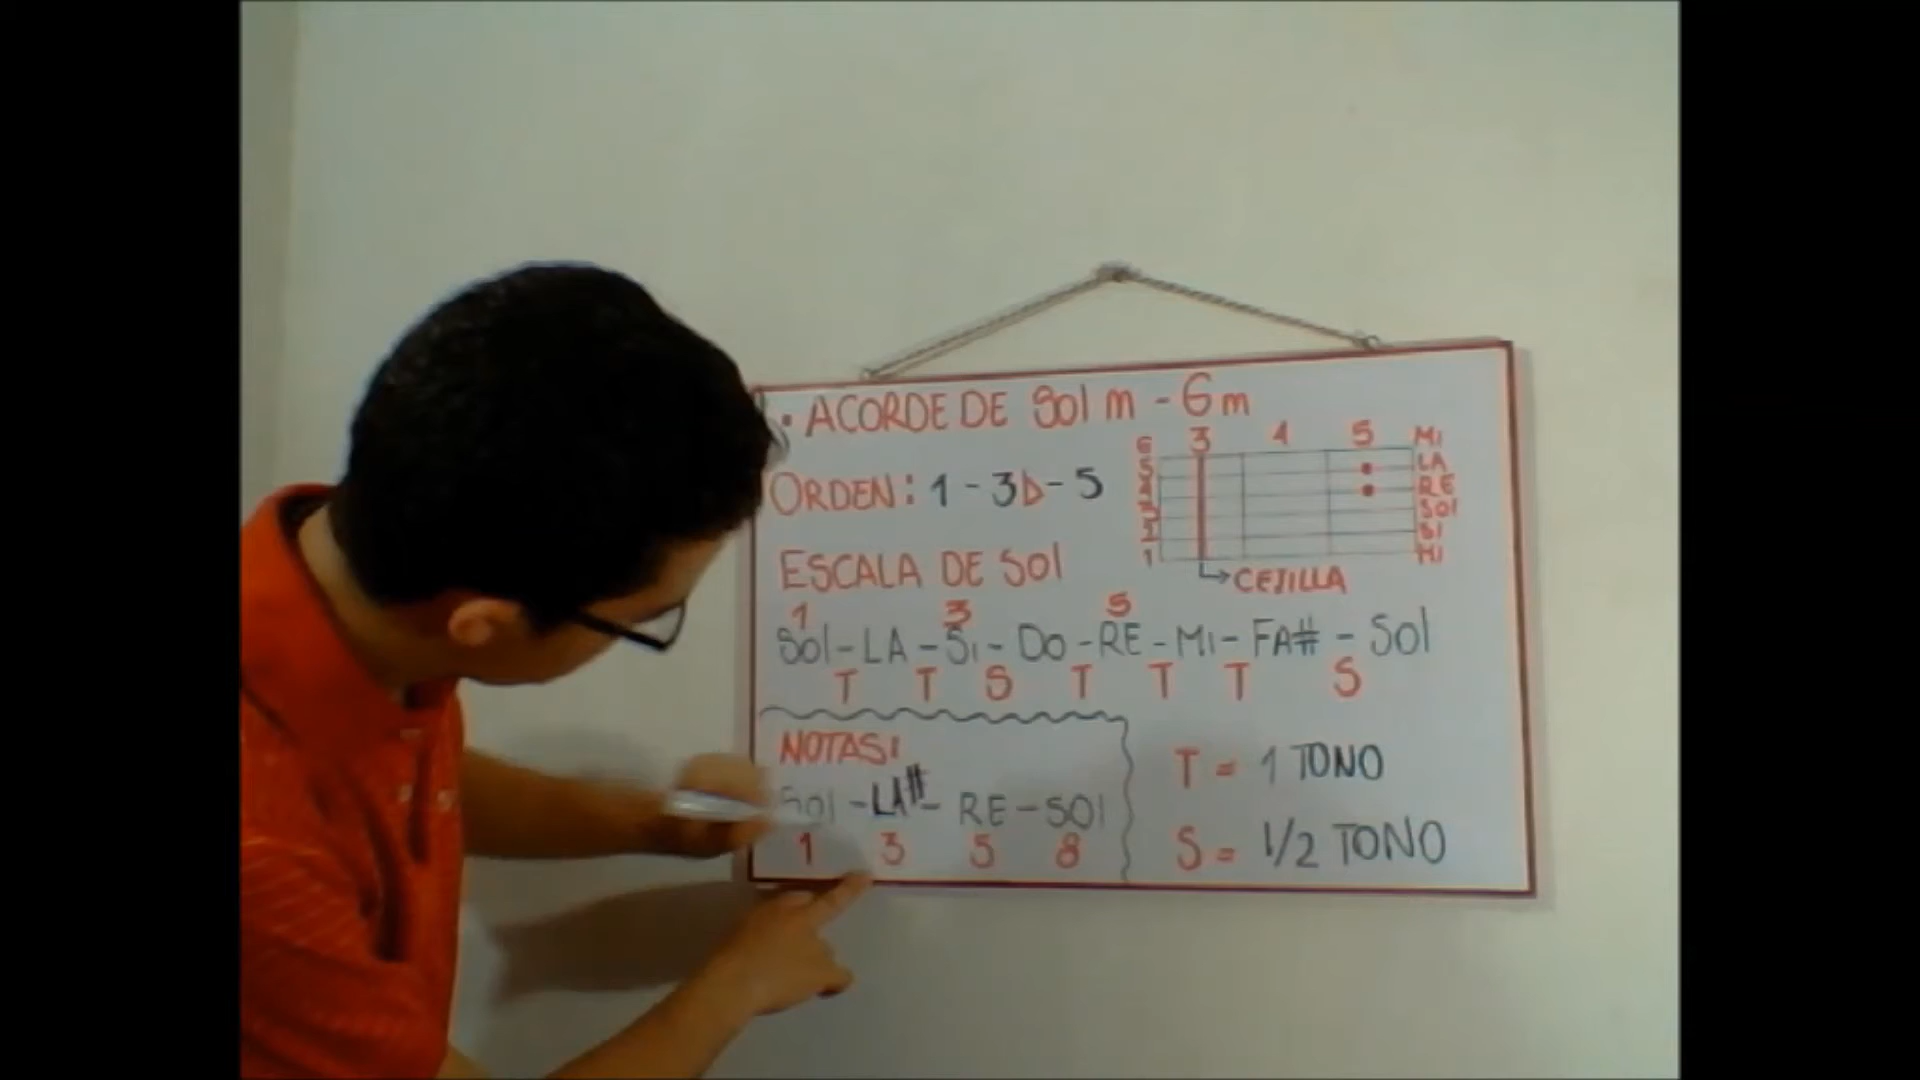 • ACORDE DE Sol m - Gm
ORDEN: 1 - 3b - 5
6 3 4 5 MI
5 LA
4 RE
3 Sol
2 SI
1 MI
CEJILLA
ESCALA DE Sol
1 3 5
Sol - LA - Si - Do - RE - Mi - FA# - Sol
T T S T T T S
NOTAS:
Sol - LA# - RE - SOl
1 3 5 8
T = 1 TONO
S = 1/2 TONO